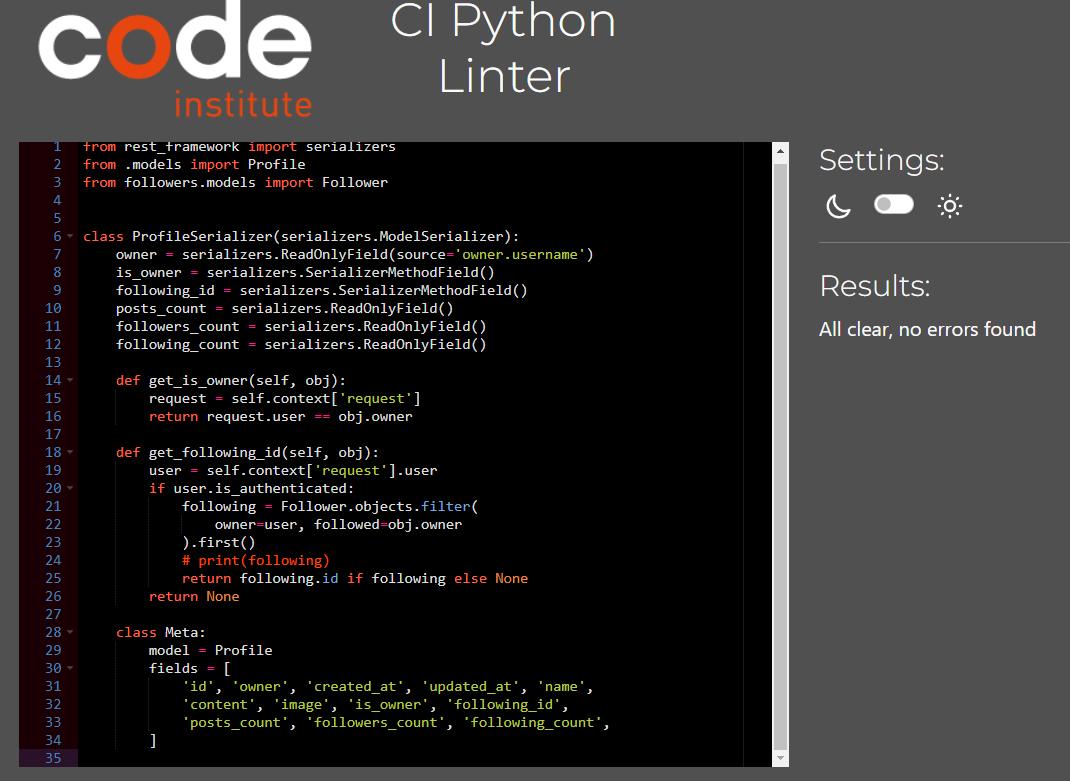 code
institute
CI Python
Linter
1 from rest_framework import serializers
2 from .models import Profile
3 from followers.models import Follower
4
5
6 class ProfileSerializer(serializers.ModelSerializer):
7     owner = serializers.ReadOnlyField(source='owner.username')
8     is_owner = serializers.SerializerMethodField()
9     following_id = serializers.SerializerMethodField()
10     posts_count = serializers.ReadOnlyField()
11     followers_count = serializers.ReadOnlyField()
12     following_count = serializers.ReadOnlyField()
13
14     def get_is_owner(self, obj):
15         request = self.context['request']
16         return request.user == obj.owner
17
18     def get_following_id(self, obj):
19         user = self.context['request'].user
20         if user.is_authenticated:
21             following = Follower.objects.filter(
22                 owner=user, followed=obj.owner
23             ).first()
24             # print(following)
25             return following.id if following else None
26         return None
27
28     class Meta:
29         model = Profile
30         fields = [
31             'id', 'owner', 'created_at', 'updated_at', 'name',
32             'content', 'image', 'is_owner', 'following_id',
33             'posts_count', 'followers_count', 'following_count',
34         ]
35
Settings:
Results:
All clear, no errors found